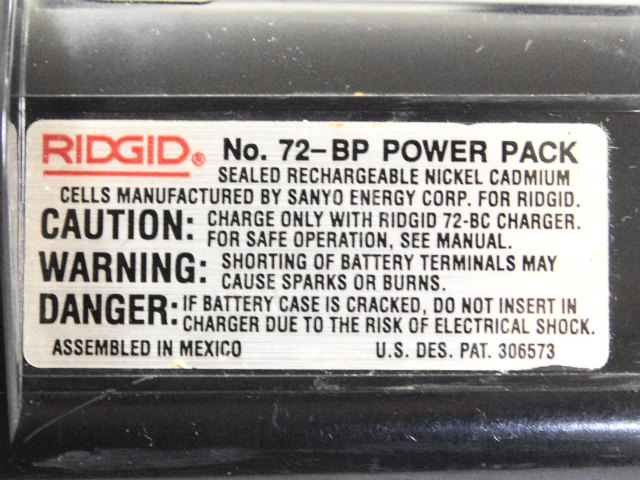 RIDGID® No. 72-BP POWER PACK
SEALED RECHARGEABLE NICKEL CADMIUM
CELLS MANUFACTURED BY SANYO ENERGY CORP. FOR RIDGID.
CAUTION: CHARGE ONLY WITH RIDGID 72-BC CHARGER.
FOR SAFE OPERATION, SEE MANUAL.
WARNING: SHORTING OF BATTERY TERMINALS MAY
CAUSE SPARKS OR BURNS.
DANGER: IF BATTERY CASE IS CRACKED, DO NOT INSERT IN
CHARGER DUE TO THE RISK OF ELECTRICAL SHOCK.
ASSEMBLED IN MEXICO U.S. DES. PAT. 306573